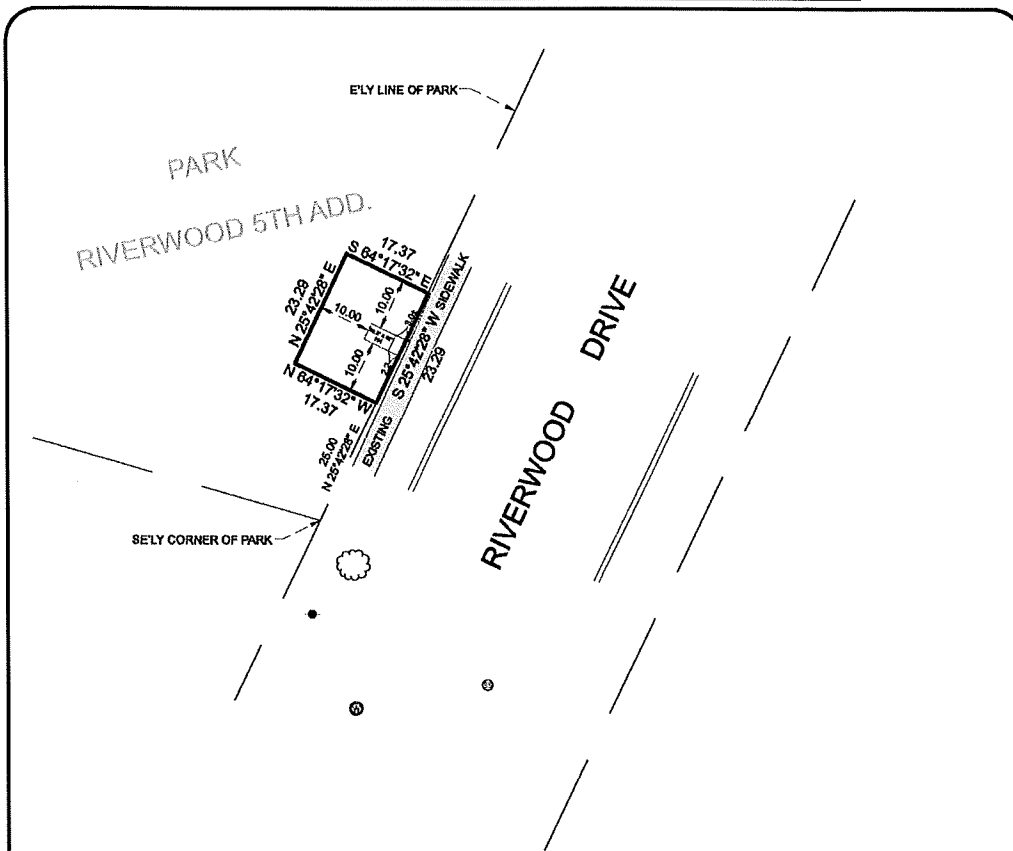 E'LY LINE OF PARK
PARK
RIVERWOOD 5TH ADD.
17.37
S 64°17'32" E
23.29
N 25°42'28" E
10.00
10.00
10.00
N 64°17'32" W
17.37
S 25°42'28" W
23.29
EXISTING SIDEWALK
25.00
N 25°42'28" E
SE'LY CORNER OF PARK
RIVERWOOD DRIVE